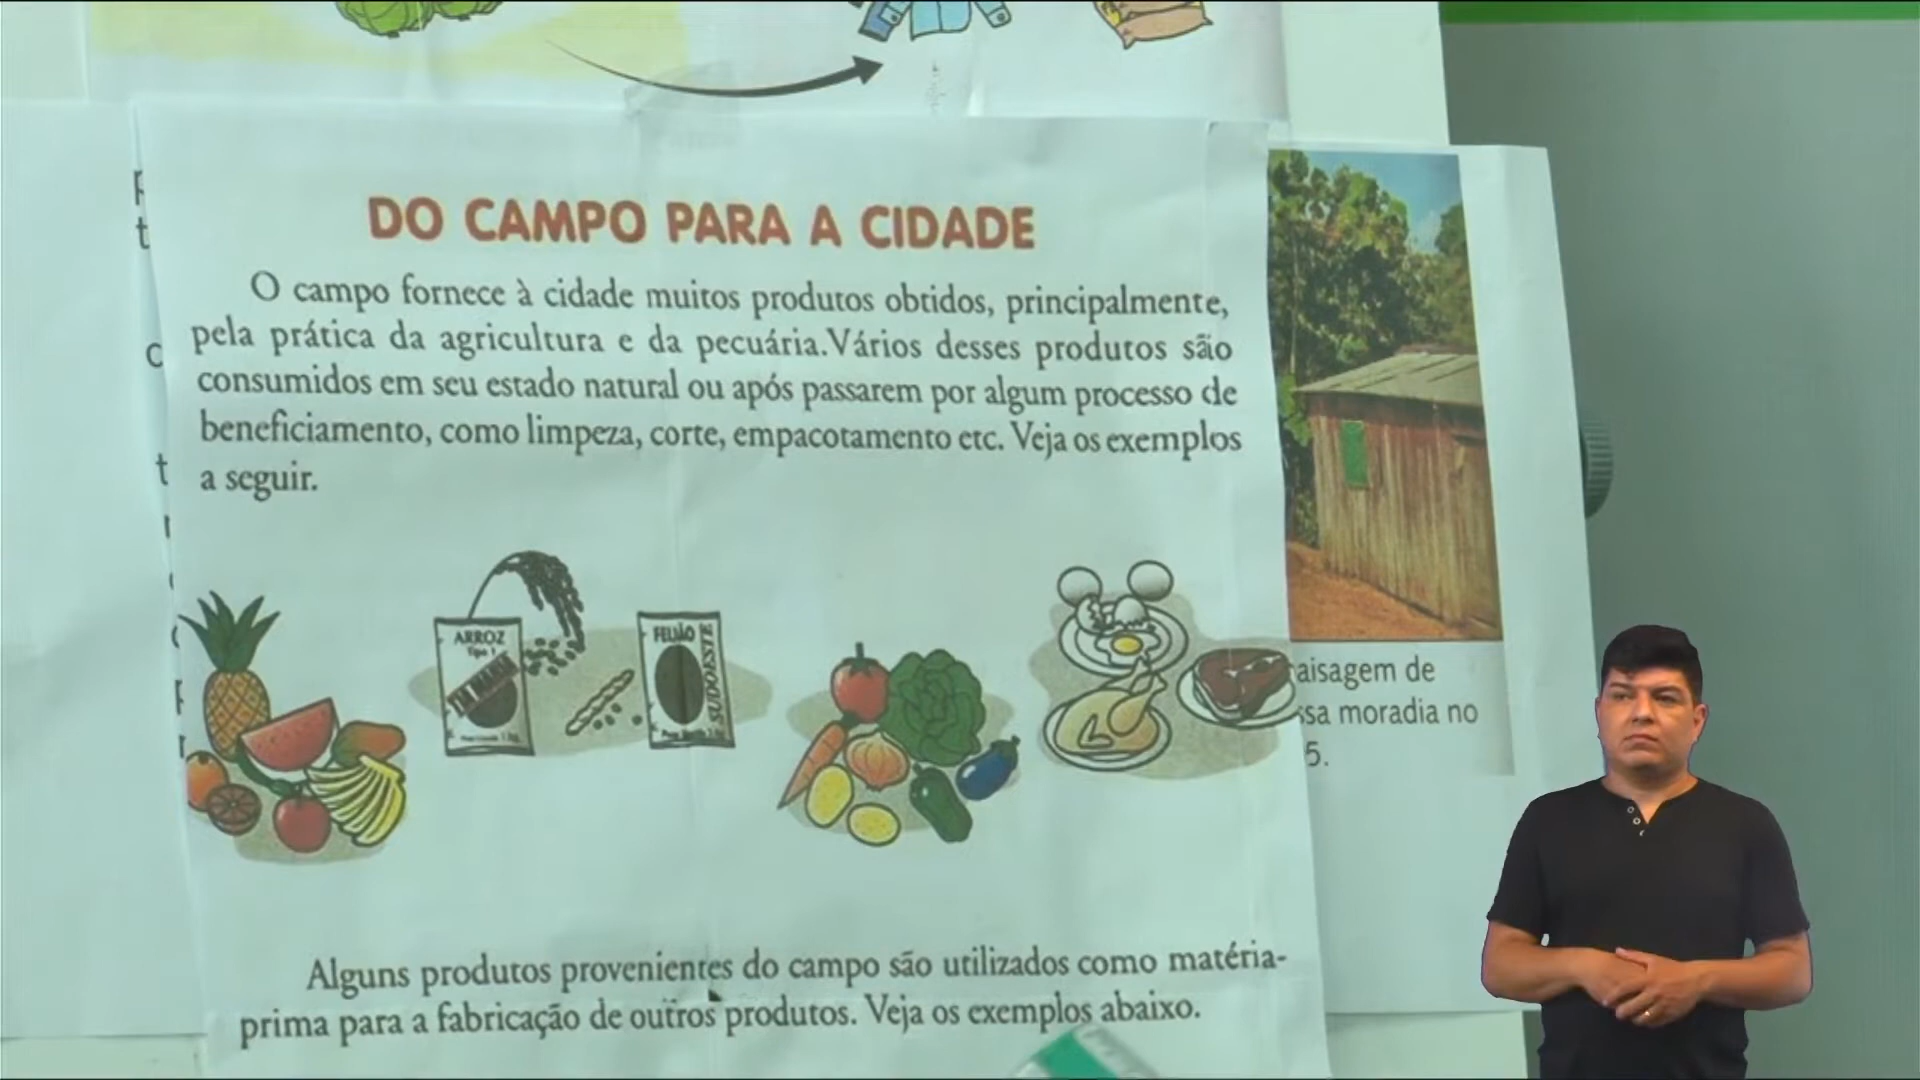 DO CAMPO PARA A CIDADE
O campo fornece à cidade muitos produtos obtidos, principalmente,
pela prática da agricultura e da pecuária.Vários desses produtos são
consumidos em seu estado natural ou após passarem por algum processo de
beneficiamento, como limpeza, corte, empacotamento etc. Veja os exemplos
a seguir.
ARROZ
Tipo 1
FEIJÃO
SUDOESTE
aisagem de
ssa moradia no
5.
Alguns produtos provenientes do campo são utilizados como matéria-
prima para a fabricação de outros produtos. Veja os exemplos abaixo.